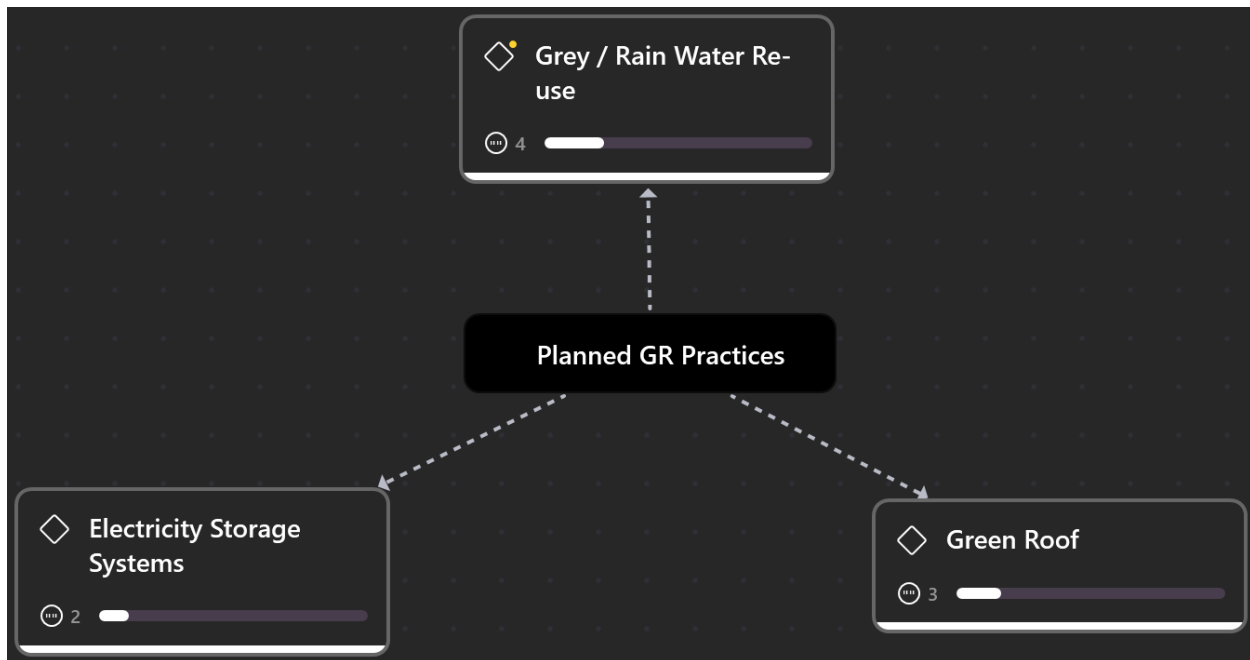 Grey / Rain Water Re-
use
4
Planned GR Practices
Electricity Storage
Systems
2
Green Roof
3